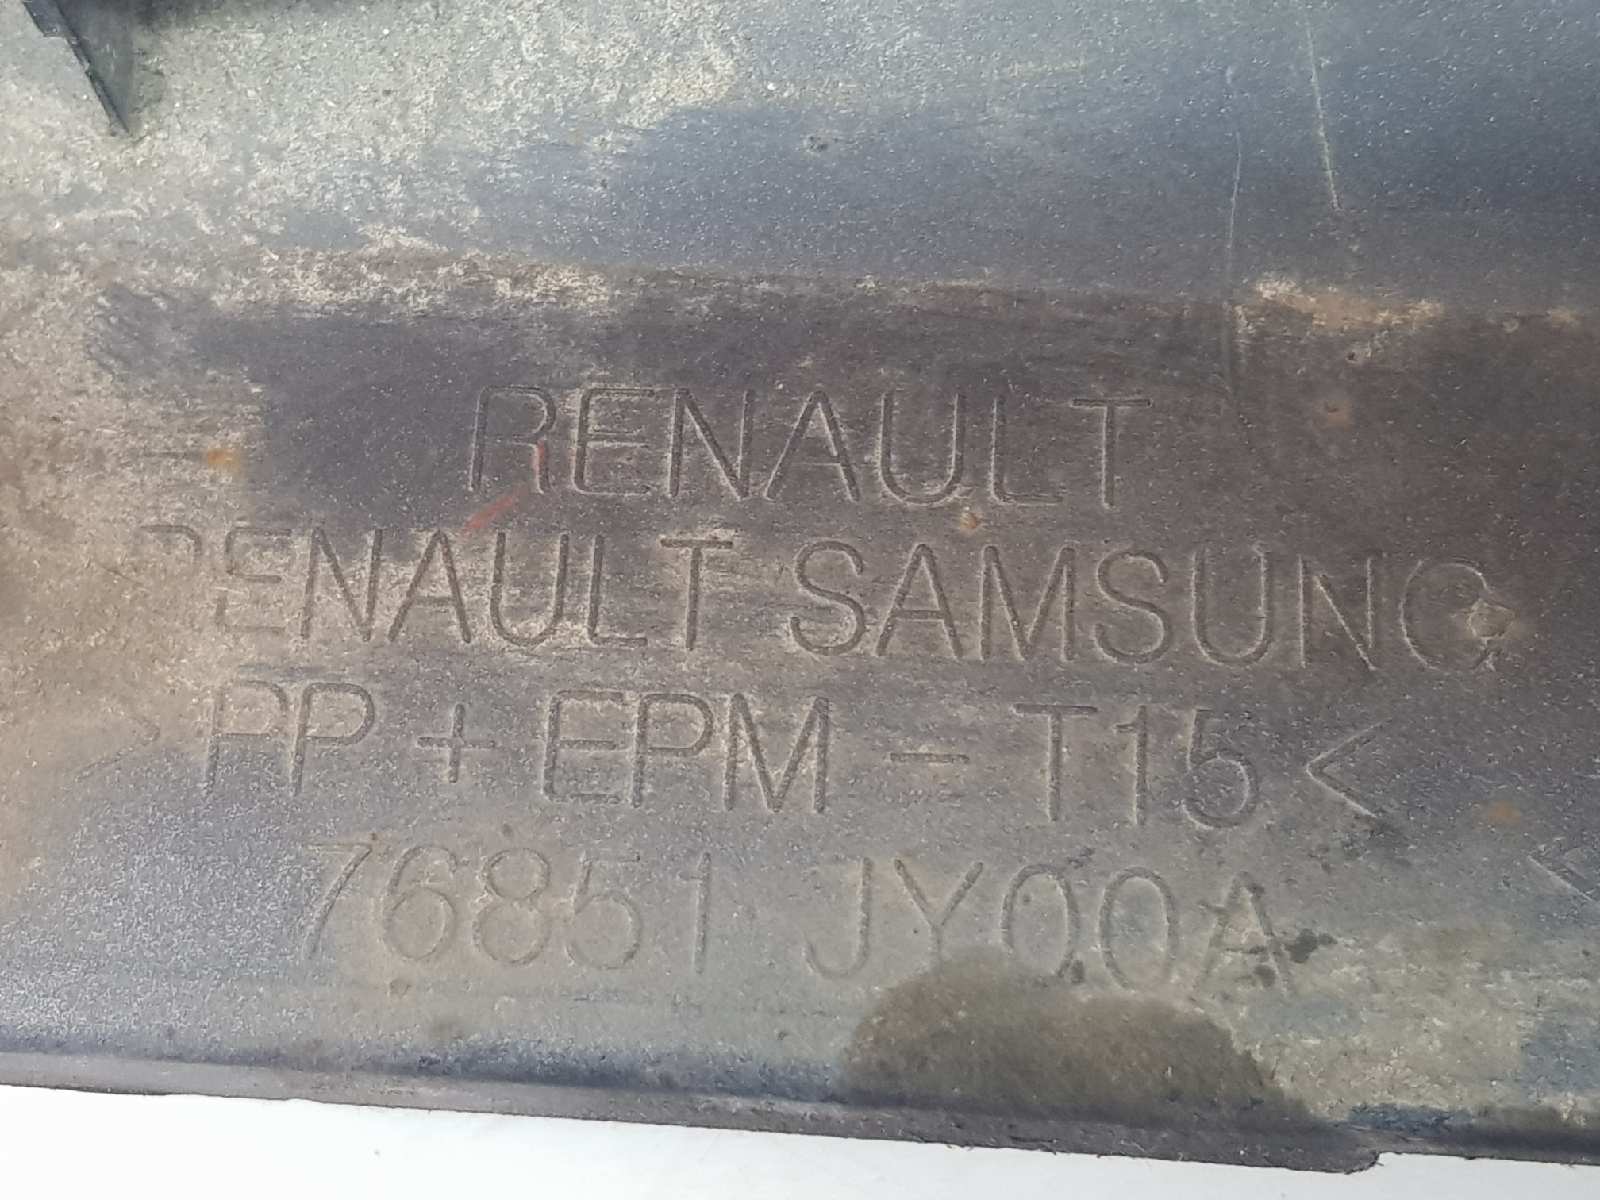 RENAULT
RENAULT SAMSUNG
>PP + EPM - T15<
76851 JY00A